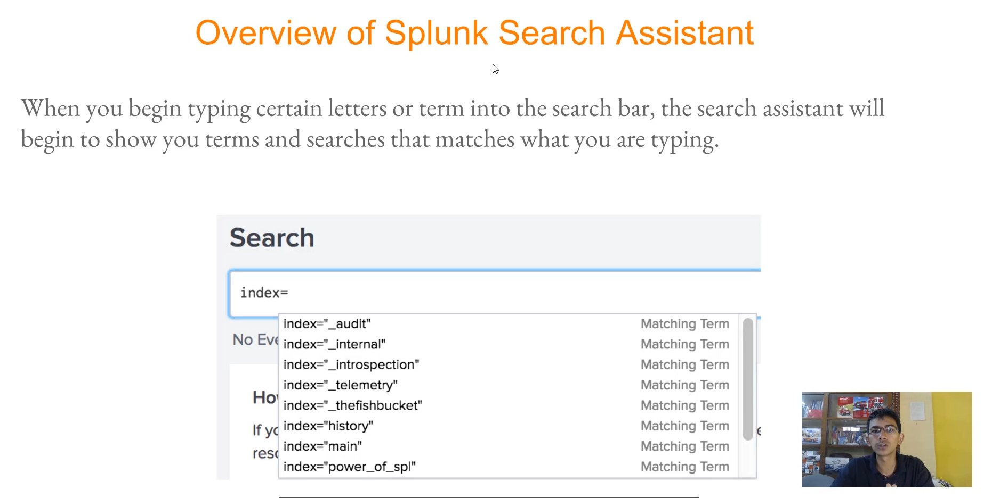 Overview of Splunk Search Assistant
When you begin typing certain letters or term into the search bar, the search assistant will
begin to show you terms and searches that matches what you are typing.
Search
index=
index="_audit" Matching Term
index="_internal" Matching Term
No Eve
index="_introspection" Matching Term
index="_telemetry" Matching Term
Hov
index="_thefishbucket" Matching Term
index="history" Matching Term
If yo
index="main" Matching Term
reso
index="power_of_spl" Matching Term